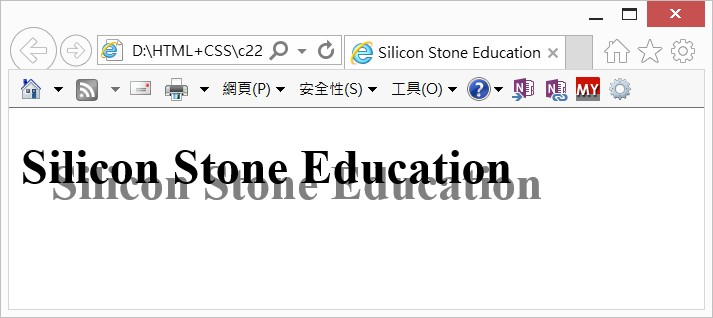 D:\HTML+CSS\c22
Silicon Stone Education
網頁(P) 安全性(S) 工具(O) ? N N MY
Silicon Stone Education
Silicon Stone Education